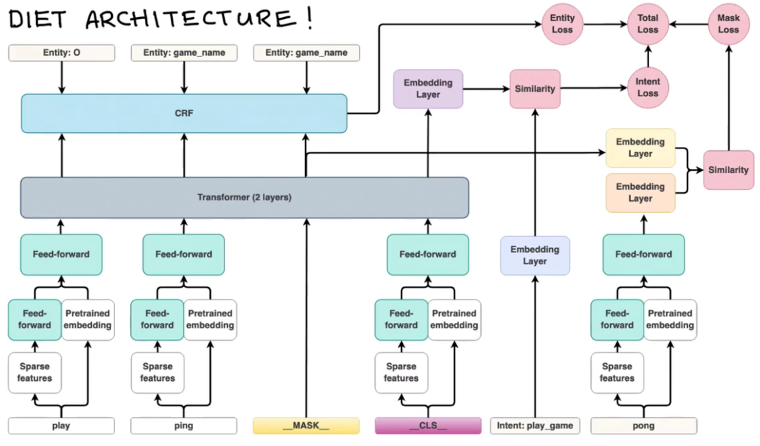 DIET ARCHITECTURE!
Entity Loss
Total Loss
Mask Loss
Entity: O
Entity: game_name
Entity: game_name
Embedding Layer
Similarity
Intent Loss
CRF
Embedding Layer
Similarity
Embedding Layer
Transformer (2 layers)
Feed-forward
Feed-forward
Feed-forward
Embedding Layer
Feed-forward
Feed-forward
Pretrained embedding
Feed-forward
Pretrained embedding
Feed-forward
Pretrained embedding
Feed-forward
Pretrained embedding
Sparse features
Sparse features
Sparse features
Sparse features
play
ping
__MASK__
__CLS__
Intent: play_game
pong